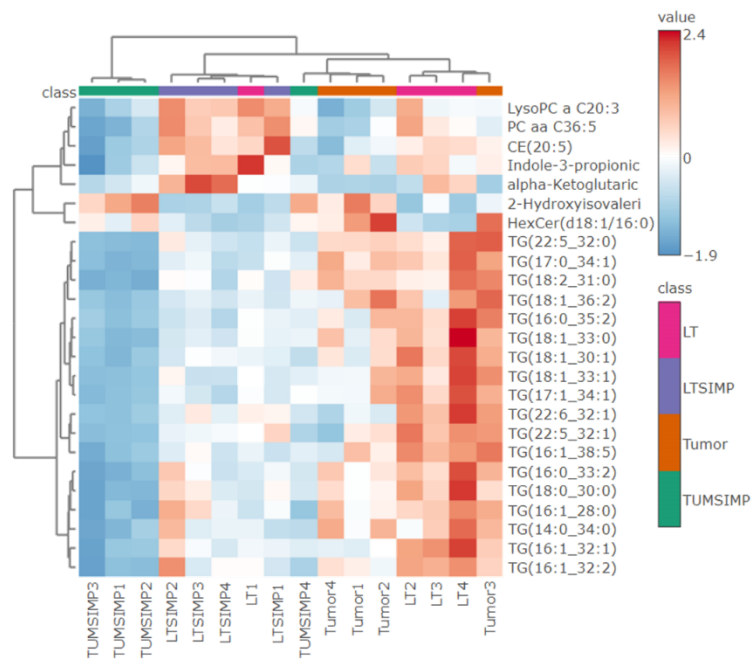 value
2.4
0
−1.9
class
LysoPC a C20:3
PC aa C36:5
CE(20:5)
Indole-3-propionic
alpha-Ketoglutaric
2-Hydroxyisovaleri
HexCer(d18:1/16:0)
TG(22:5_32:0)
TG(17:0_34:1)
TG(18:2_31:0)
TG(18:1_36:2)
TG(16:0_35:2)
TG(18:1_33:0)
TG(18:1_30:1)
TG(18:1_33:1)
TG(17:1_34:1)
TG(22:6_32:1)
TG(22:5_32:1)
TG(16:1_38:5)
TG(16:0_33:2)
TG(18:0_30:0)
TG(16:1_28:0)
TG(14:0_34:0)
TG(16:1_32:1)
TG(16:1_32:2)
class
LT
LTSIMP
Tumor
TUMSIMP
TUMSIMP3
TUMSIMP1
TUMSIMP2
LTSIMP2
LTSIMP3
LTSIMP4
LT1
LTSIMP1
TUMSIMP4
Tumor4
Tumor1
Tumor2
LT2
LT3
LT4
Tumor3